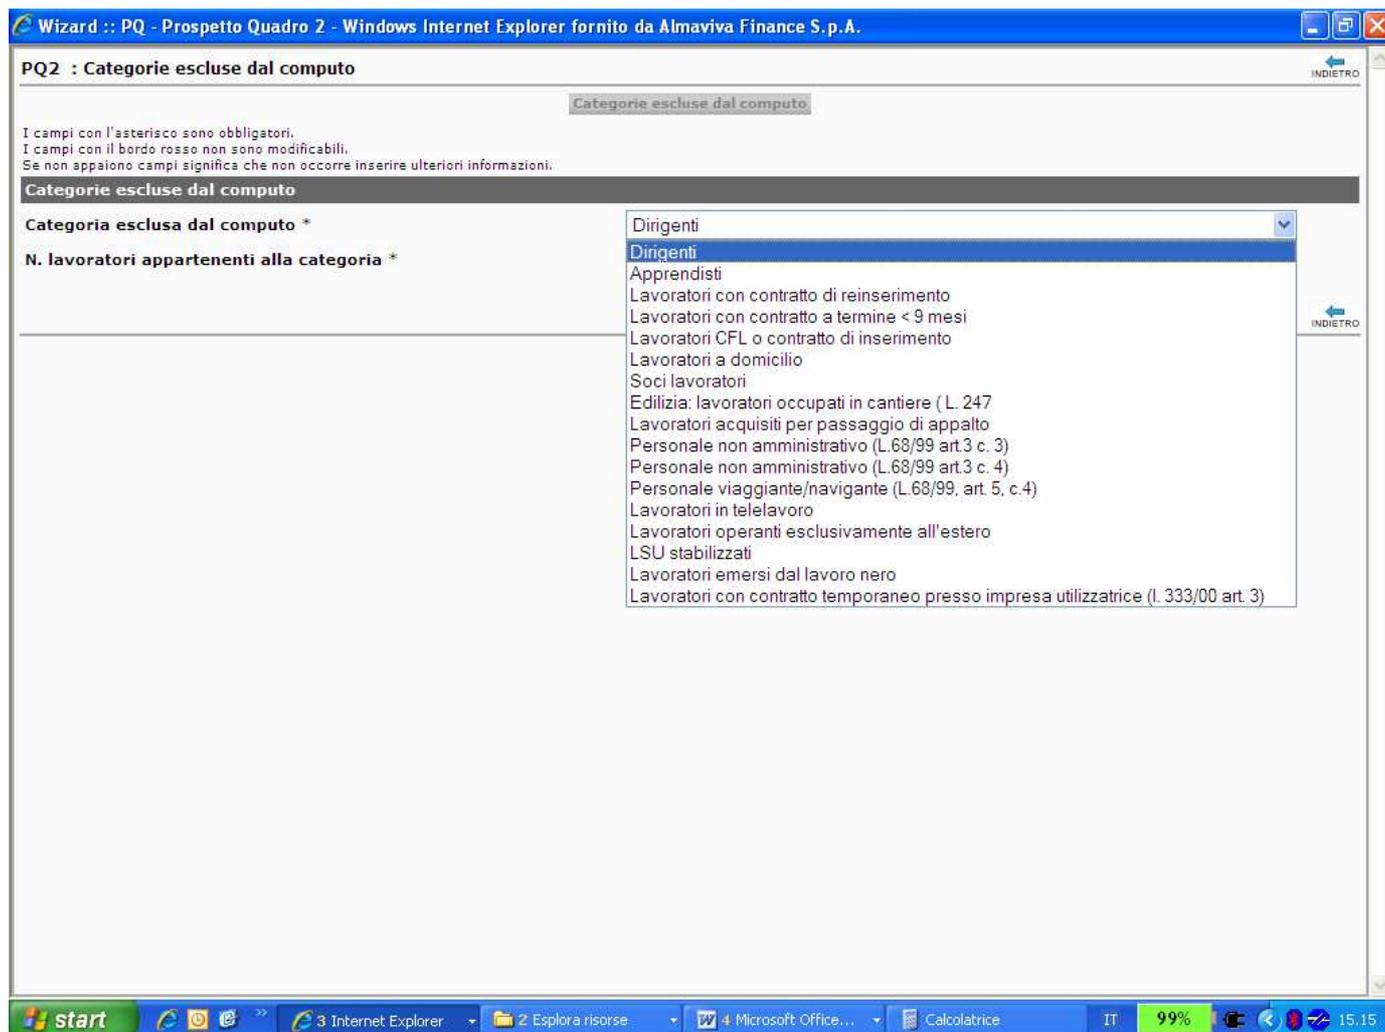 Wizard :: PQ - Prospetto Quadro 2 - Windows Internet Explorer fornito da Almaviva Finance S.p.A.
PQ2 : Categorie escluse dal computo
INDIETRO
Categorie escluse dal computo
I campi con l'asterisco sono obbligatori.
I campi con il bordo rosso non sono modificabili.
Se non appaiono campi significa che non occorre inserire ulteriori informazioni.
Categorie escluse dal computo
Categoria esclusa dal computo *
Dirigenti
N. lavoratori appartenenti alla categoria *
Dirigenti
Apprendisti
Lavoratori con contratto di reinserimento
Lavoratori con contratto a termine < 9 mesi
Lavoratori CFL o contratto di inserimento
Lavoratori a domicilio
Soci lavoratori
Edilizia: lavoratori occupati in cantiere ( L. 247
Lavoratori acquisiti per passaggio di appalto
Personale non amministrativo (L.68/99 art.3 c. 3)
Personale non amministrativo (L.68/99 art.3 c. 4)
Personale viaggiante/navigante (L.68/99, art. 5, c.4)
Lavoratori in telelavoro
Lavoratori operanti esclusivamente all'estero
LSU stabilizzati
Lavoratori emersi dal lavoro nero
Lavoratori con contratto temporaneo presso impresa utilizzatrice (l. 333/00 art. 3)
INDIETRO
start
3 Internet Explorer
2 Esplora risorse
4 Microsoft Office...
Calcolatrice
IT
99%
15.15